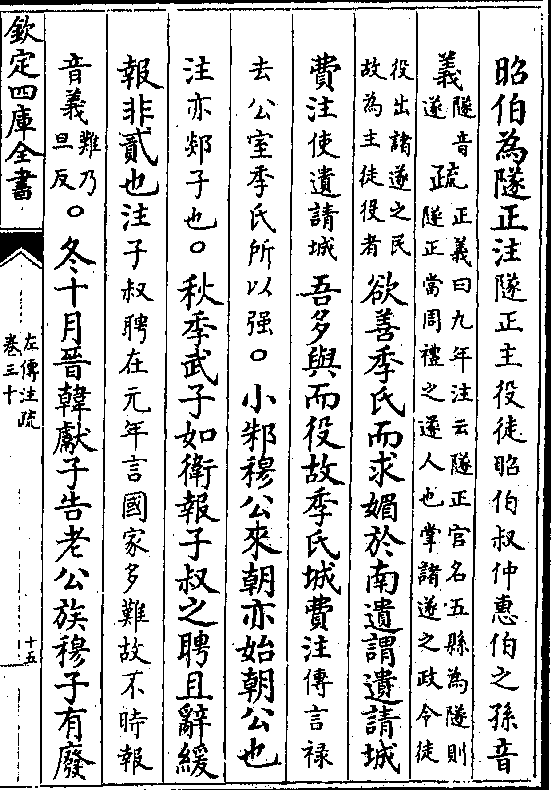 昭伯為隧正注隧正主役徒昭伯叔仲惠伯之孫音
義隧音遂疏正義曰九年注云隧正官名五縣為隧則隧正當周禮之遂人也掌諸遂之政令徒
役出諸遂之民故為主徒役者欲善季氏而求媚於南遺謂遺請城
費注使遺請城吾多與而役故季氏城費注傳言祿
去公室季氏所以强○小邾穆公來朝亦始朝公也
注亦郯子也○秋季武子如衛報子叔之聘且辭緩
報非貳也注子叔聘在元年言國家多難故不時報
音義難乃旦反○冬十月晉韓獻子告老公族穆子有廢
欽定四庫全書
左傳注疏
卷三十
十五